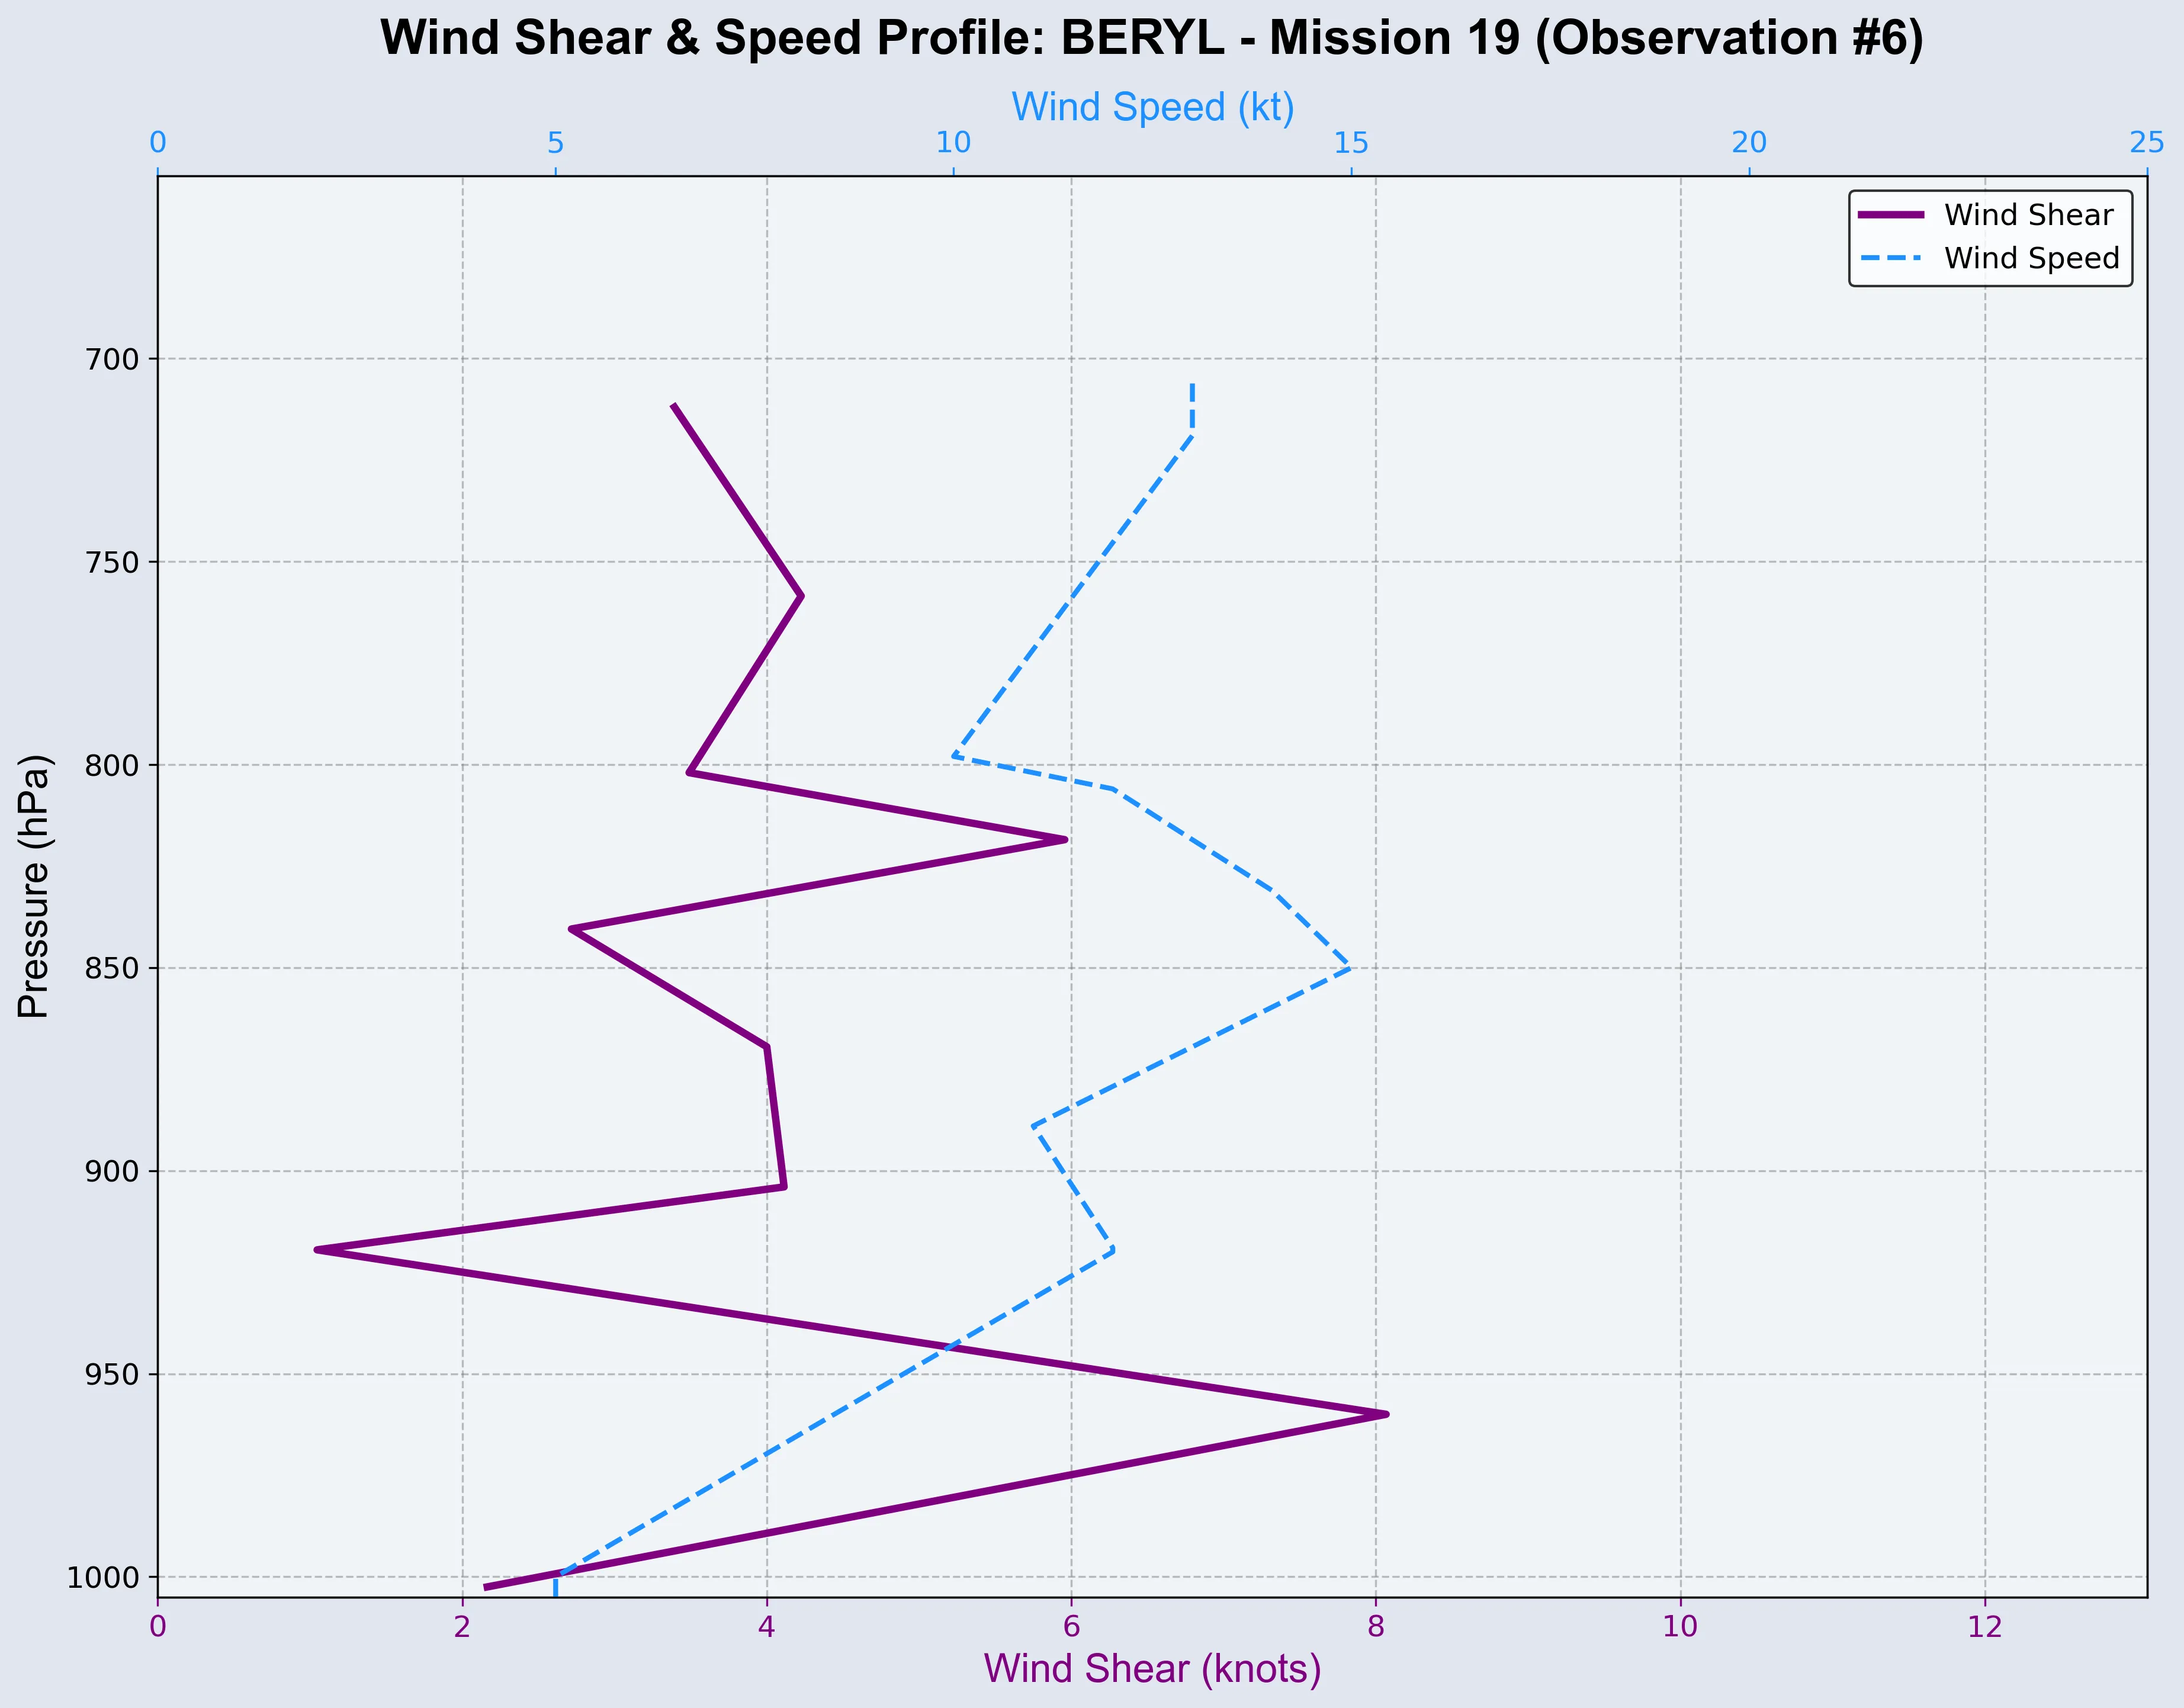 Wind Shear & Speed Profile: BERYL - Mission 19 (Observation #6)
Wind Speed (kt)
0 5 10 15 20 25
Wind Shear
Wind Speed
700
750
800
850
900
950
1000
Pressure (hPa)
0 2 4 6 8 10 12
Wind Shear (knots)